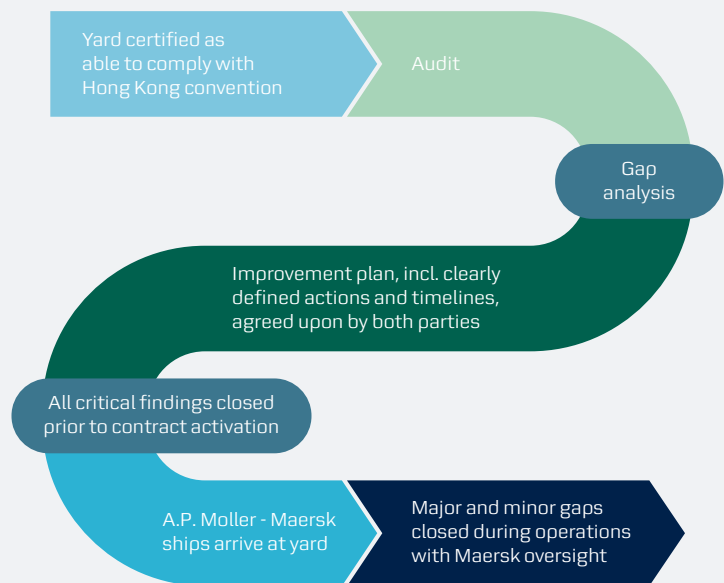 Yard certified as
able to comply with
Hong Kong convention
Audit
Gap
analysis
Improvement plan, incl. clearly
defined actions and timelines,
agreed upon by both parties
All critical findings closed
prior to contract activation
A.P. Moller - Maersk
ships arrive at yard
Major and minor gaps
closed during operations
with Maersk oversight